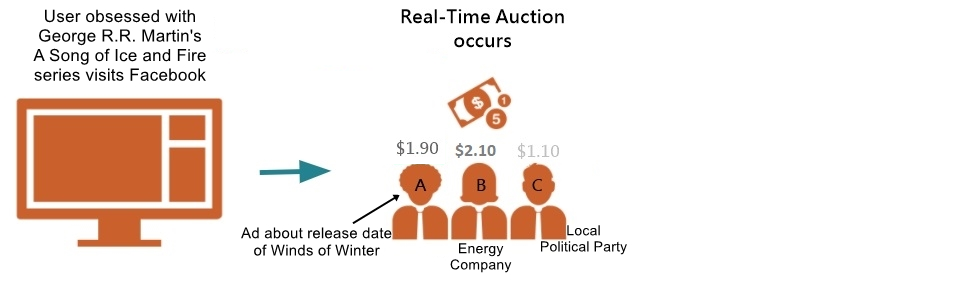 User obsessed with
George R.R. Martin's
A Song of Ice and Fire
series visits Facebook
Real-Time Auction
occurs
$
1
5
$1.90 $2.10 $1.10
A B C
Ad about release date
of Winds of Winter
Energy
Company
Local
Political Party